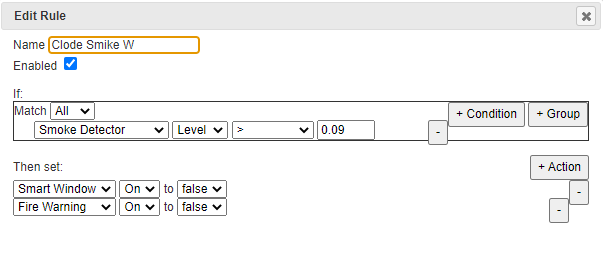 Edit Rule
Name Clode Smike W
Enabled
If:
Match All + Condition + Group
Smoke Detector Level > 0.09 -
Then set: + Action
Smart Window On to false -
Fire Warning On to false -